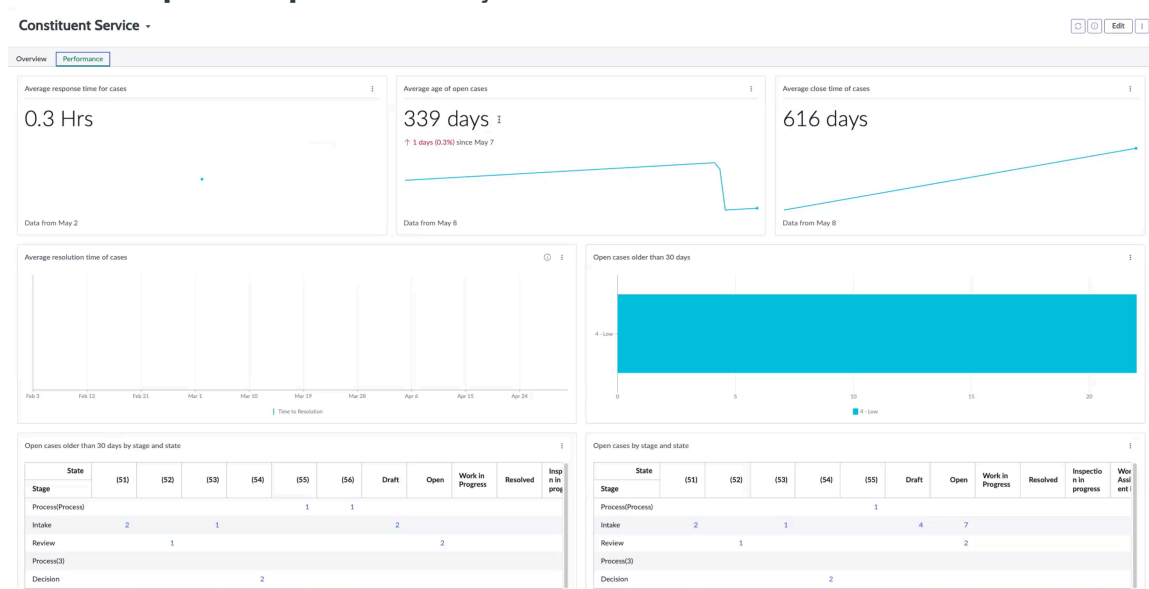 Constituent Service
Edit
Overview Performance
Average response time for cases
0.3 Hrs
Data from May 2
Average age of open cases
339 days
↑ 1 days (0.3%) since May 7
Data from May 8
Average close time of cases
616 days
Data from May 8
Average resolution time of cases
Feb 3 Feb 12 Feb 21 Mar 1 Mar 10 Mar 19 Mar 28 Apr 6 Apr 15 Apr 24
Time to Resolution
Open cases older than 30 days
4 - Low
0 5 10 15 20
4 - Low
Open cases older than 30 days by stage and state
State (51) (52) (53) (54) (55) (56) Draft Open Work in Progress Resolved Insp n in prog
Stage
Process(Process) 1 1
Intake 2 1 2
Review 1 2
Process(3)
Decision 2
Open cases by stage and state
State (51) (52) (53) (54) (55) Draft Open Work in Progress Resolved Inspectio n in progress Wor Assi ent i
Stage
Process(Process) 1
Intake 2 1 4 7
Review 1 2
Process(3)
Decision 2